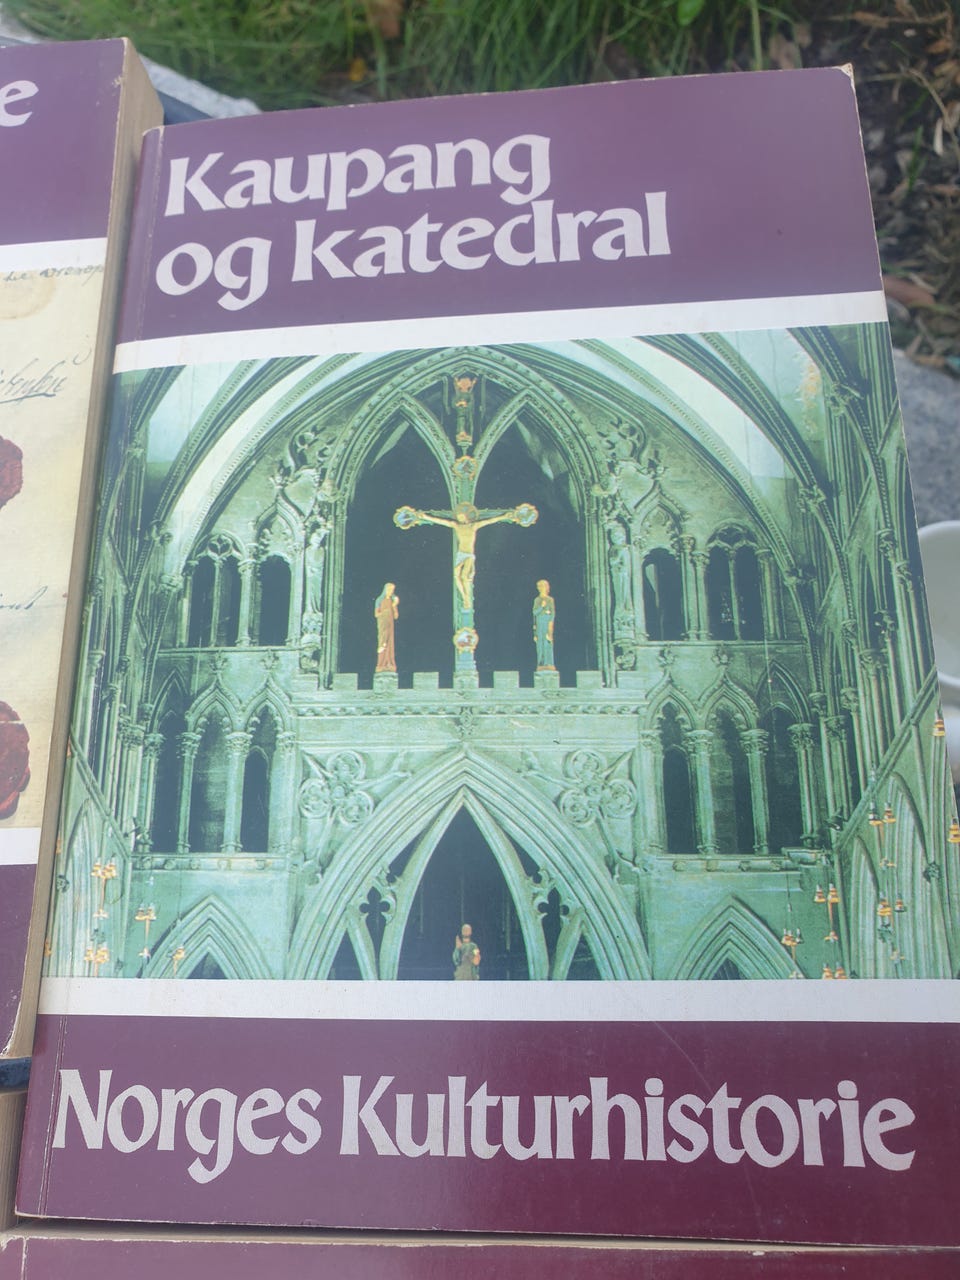 Kaupang
og katedral
Norges Kulturhistorie
e